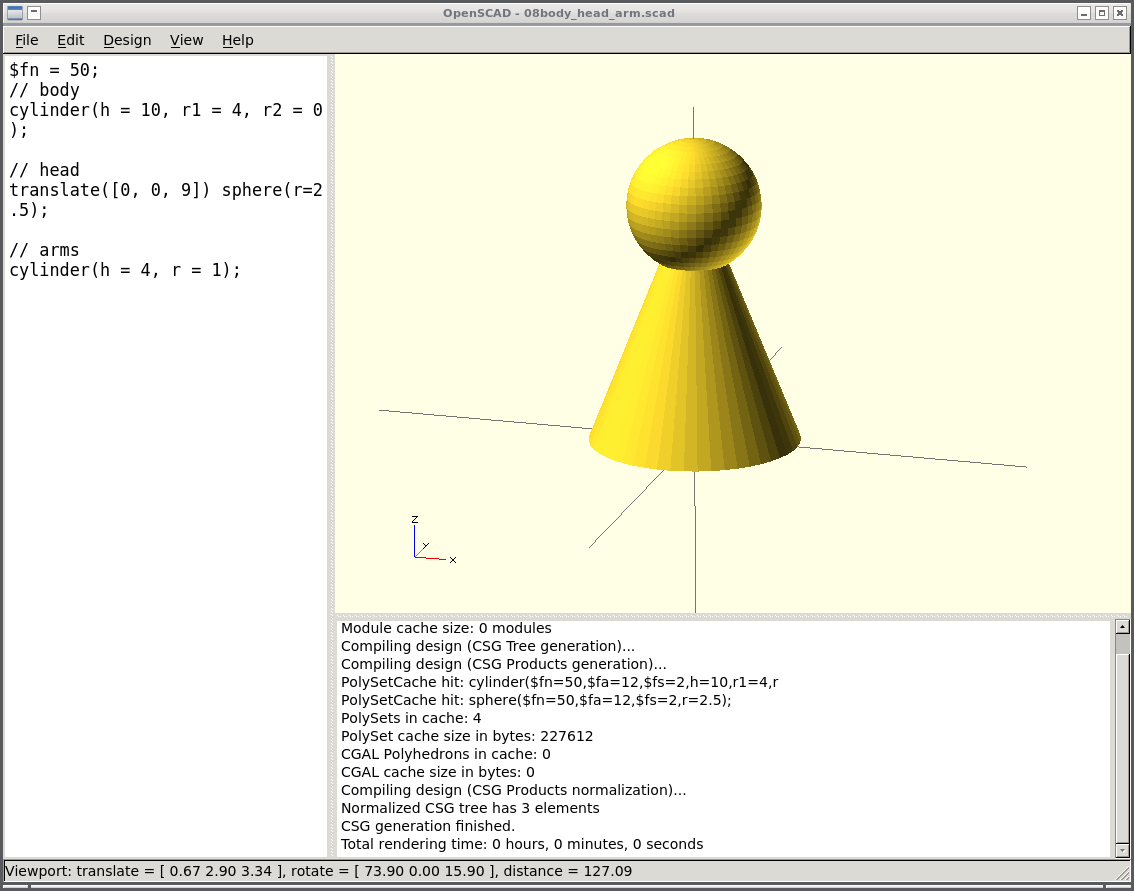 OpenSCAD - 08body_head_arm.scad
File Edit Design View Help
$fn = 50;
// body
cylinder(h = 10, r1 = 4, r2 = 0
);
// head
translate([0, 0, 9]) sphere(r=2
.5);
// arms
cylinder(h = 4, r = 1);
Z
Y
X
Module cache size: 0 modules
Compiling design (CSG Tree generation)...
Compiling design (CSG Products generation)...
PolySetCache hit: cylinder($fn=50,$fa=12,$fs=2,h=10,r1=4,r
PolySetCache hit: sphere($fn=50,$fa=12,$fs=2,r=2.5);
PolySets in cache: 4
PolySet cache size in bytes: 227612
CGAL Polyhedrons in cache: 0
CGAL cache size in bytes: 0
Compiling design (CSG Products normalization)...
Normalized CSG tree has 3 elements
CSG generation finished.
Total rendering time: 0 hours, 0 minutes, 0 seconds
Viewport: translate = [ 0.67 2.90 3.34 ], rotate = [ 73.90 0.00 15.90 ], distance = 127.09